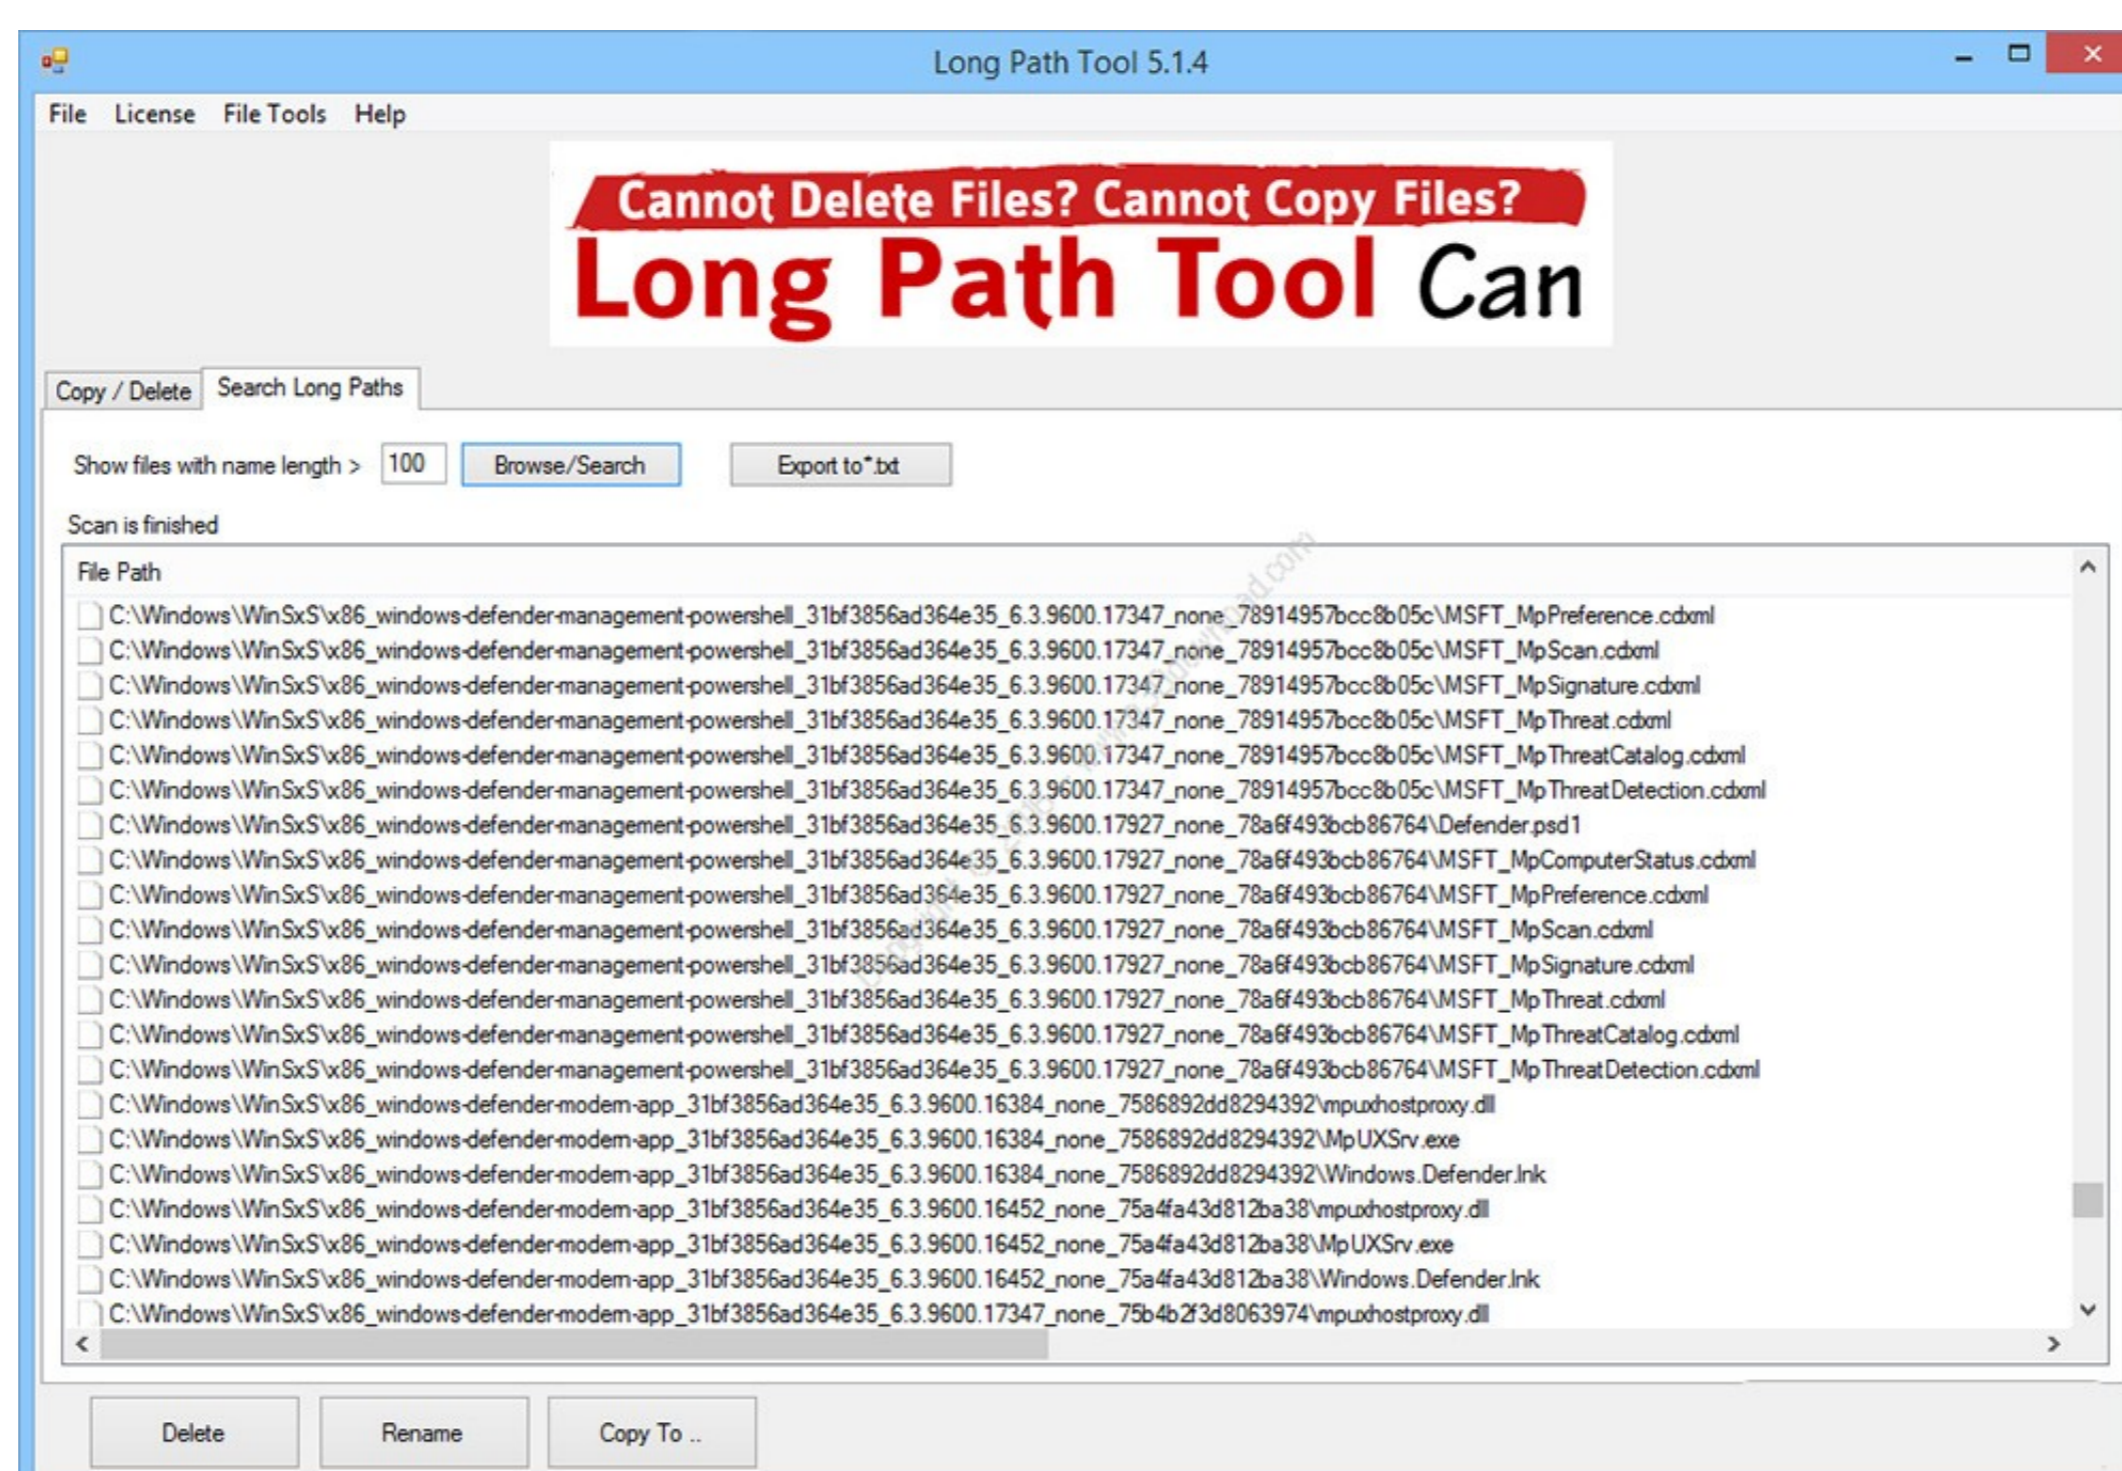 Long Path Tool 5.1.4
File License File Tools Help
Cannot Delete Files? Cannot Copy Files?
Long Path Tool Can
Copy / Delete Search Long Paths
Show files with name length > 100 Browse/Search Export to*.txt
Scan is finished
File Path
C:\Windows\WinSxS\x86_windows-defender-management-powershell_31bf3856ad364e35_6.3.9600.17347_none_78914957bcc8b05c\MSFT_MpPreference.cdxml
C:\Windows\WinSxS\x86_windows-defender-management-powershell_31bf3856ad364e35_6.3.9600.17347_none_78914957bcc8b05c\MSFT_MpScan.cdxml
C:\Windows\WinSxS\x86_windows-defender-management-powershell_31bf3856ad364e35_6.3.9600.17347_none_78914957bcc8b05c\MSFT_MpSignature.cdxml
C:\Windows\WinSxS\x86_windows-defender-management-powershell_31bf3856ad364e35_6.3.9600.17347_none_78914957bcc8b05c\MSFT_MpThreat.cdxml
C:\Windows\WinSxS\x86_windows-defender-management-powershell_31bf3856ad364e35_6.3.9600.17347_none_78914957bcc8b05c\MSFT_MpThreatCatalog.cdxml
C:\Windows\WinSxS\x86_windows-defender-management-powershell_31bf3856ad364e35_6.3.9600.17347_none_78914957bcc8b05c\MSFT_MpThreatDetection.cdxml
C:\Windows\WinSxS\x86_windows-defender-management-powershell_31bf3856ad364e35_6.3.9600.17927_none_78a6f493bcb86764\Defender.psd1
C:\Windows\WinSxS\x86_windows-defender-management-powershell_31bf3856ad364e35_6.3.9600.17927_none_78a6f493bcb86764\MSFT_MpComputerStatus.cdxml
C:\Windows\WinSxS\x86_windows-defender-management-powershell_31bf3856ad364e35_6.3.9600.17927_none_78a6f493bcb86764\MSFT_MpPreference.cdxml
C:\Windows\WinSxS\x86_windows-defender-management-powershell_31bf3856ad364e35_6.3.9600.17927_none_78a6f493bcb86764\MSFT_MpScan.cdxml
C:\Windows\WinSxS\x86_windows-defender-management-powershell_31bf3856ad364e35_6.3.9600.17927_none_78a6f493bcb86764\MSFT_MpSignature.cdxml
C:\Windows\WinSxS\x86_windows-defender-management-powershell_31bf3856ad364e35_6.3.9600.17927_none_78a6f493bcb86764\MSFT_MpThreat.cdxml
C:\Windows\WinSxS\x86_windows-defender-management-powershell_31bf3856ad364e35_6.3.9600.17927_none_78a6f493bcb86764\MSFT_MpThreatCatalog.cdxml
C:\Windows\WinSxS\x86_windows-defender-management-powershell_31bf3856ad364e35_6.3.9600.17927_none_78a6f493bcb86764\MSFT_MpThreatDetection.cdxml
C:\Windows\WinSxS\x86_windows-defender-modern-app_31bf3856ad364e35_6.3.9600.16384_none_7586892dd8294392\mpuxhostproxy.dll
C:\Windows\WinSxS\x86_windows-defender-modern-app_31bf3856ad364e35_6.3.9600.16384_none_7586892dd8294392\MpUXSrv.exe
C:\Windows\WinSxS\x86_windows-defender-modern-app_31bf3856ad364e35_6.3.9600.16384_none_7586892dd8294392\Windows.Defender.lnk
C:\Windows\WinSxS\x86_windows-defender-modern-app_31bf3856ad364e35_6.3.9600.16452_none_75a4fa43d812ba38\mpuxhostproxy.dll
C:\Windows\WinSxS\x86_windows-defender-modern-app_31bf3856ad364e35_6.3.9600.16452_none_75a4fa43d812ba38\MpUXSrv.exe
C:\Windows\WinSxS\x86_windows-defender-modern-app_31bf3856ad364e35_6.3.9600.16452_none_75a4fa43d812ba38\Windows.Defender.lnk
C:\Windows\WinSxS\x86_windows-defender-modern-app_31bf3856ad364e35_6.3.9600.17347_none_75b4b2f3d8063974\mpuxhostproxy.dll
Delete Rename Copy To ..